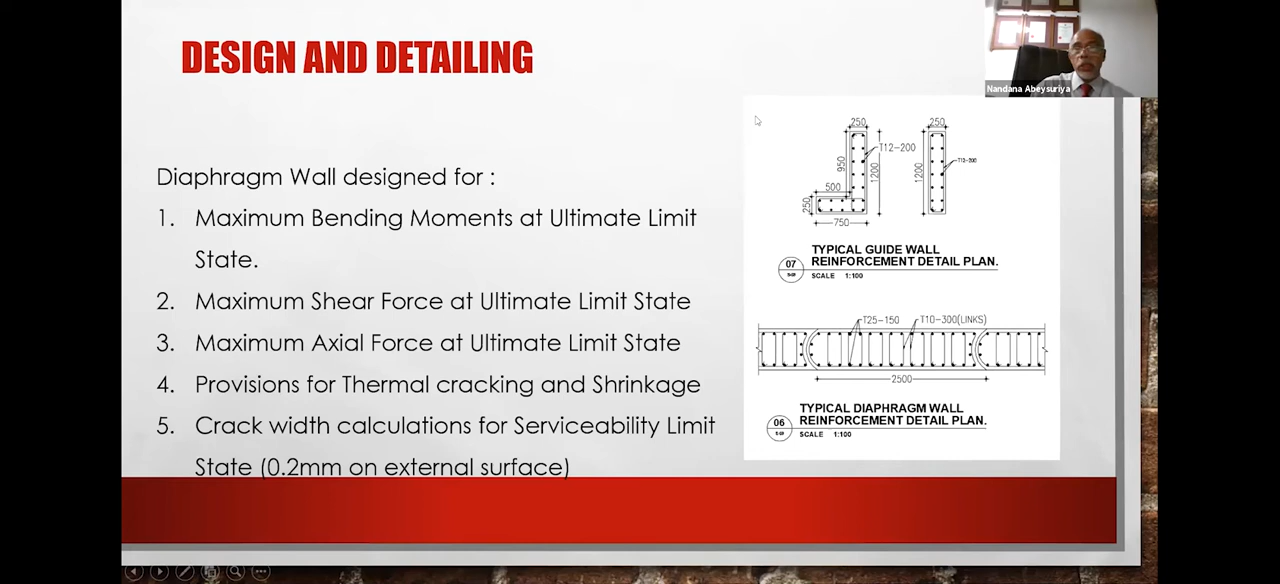 DESIGN AND DETAILING
Nandana Abeysuriya
Diaphragm Wall designed for :
1. Maximum Bending Moments at Ultimate Limit
State.
2. Maximum Shear Force at Ultimate Limit State
3. Maximum Axial Force at Ultimate Limit State
4. Provisions for Thermal cracking and Shrinkage
5. Crack width calculations for Serviceability Limit
State (0.2mm on external surface)
250
250
T12-200
950
1200
1200
500
250
750
07
TYPICAL GUIDE WALL
REINFORCEMENT DETAIL PLAN.
SCALE 1:100
T25-150
T10-300(LINKS)
2500
06
TYPICAL DIAPHRAGM WALL
REINFORCEMENT DETAIL PLAN.
SCALE 1:100